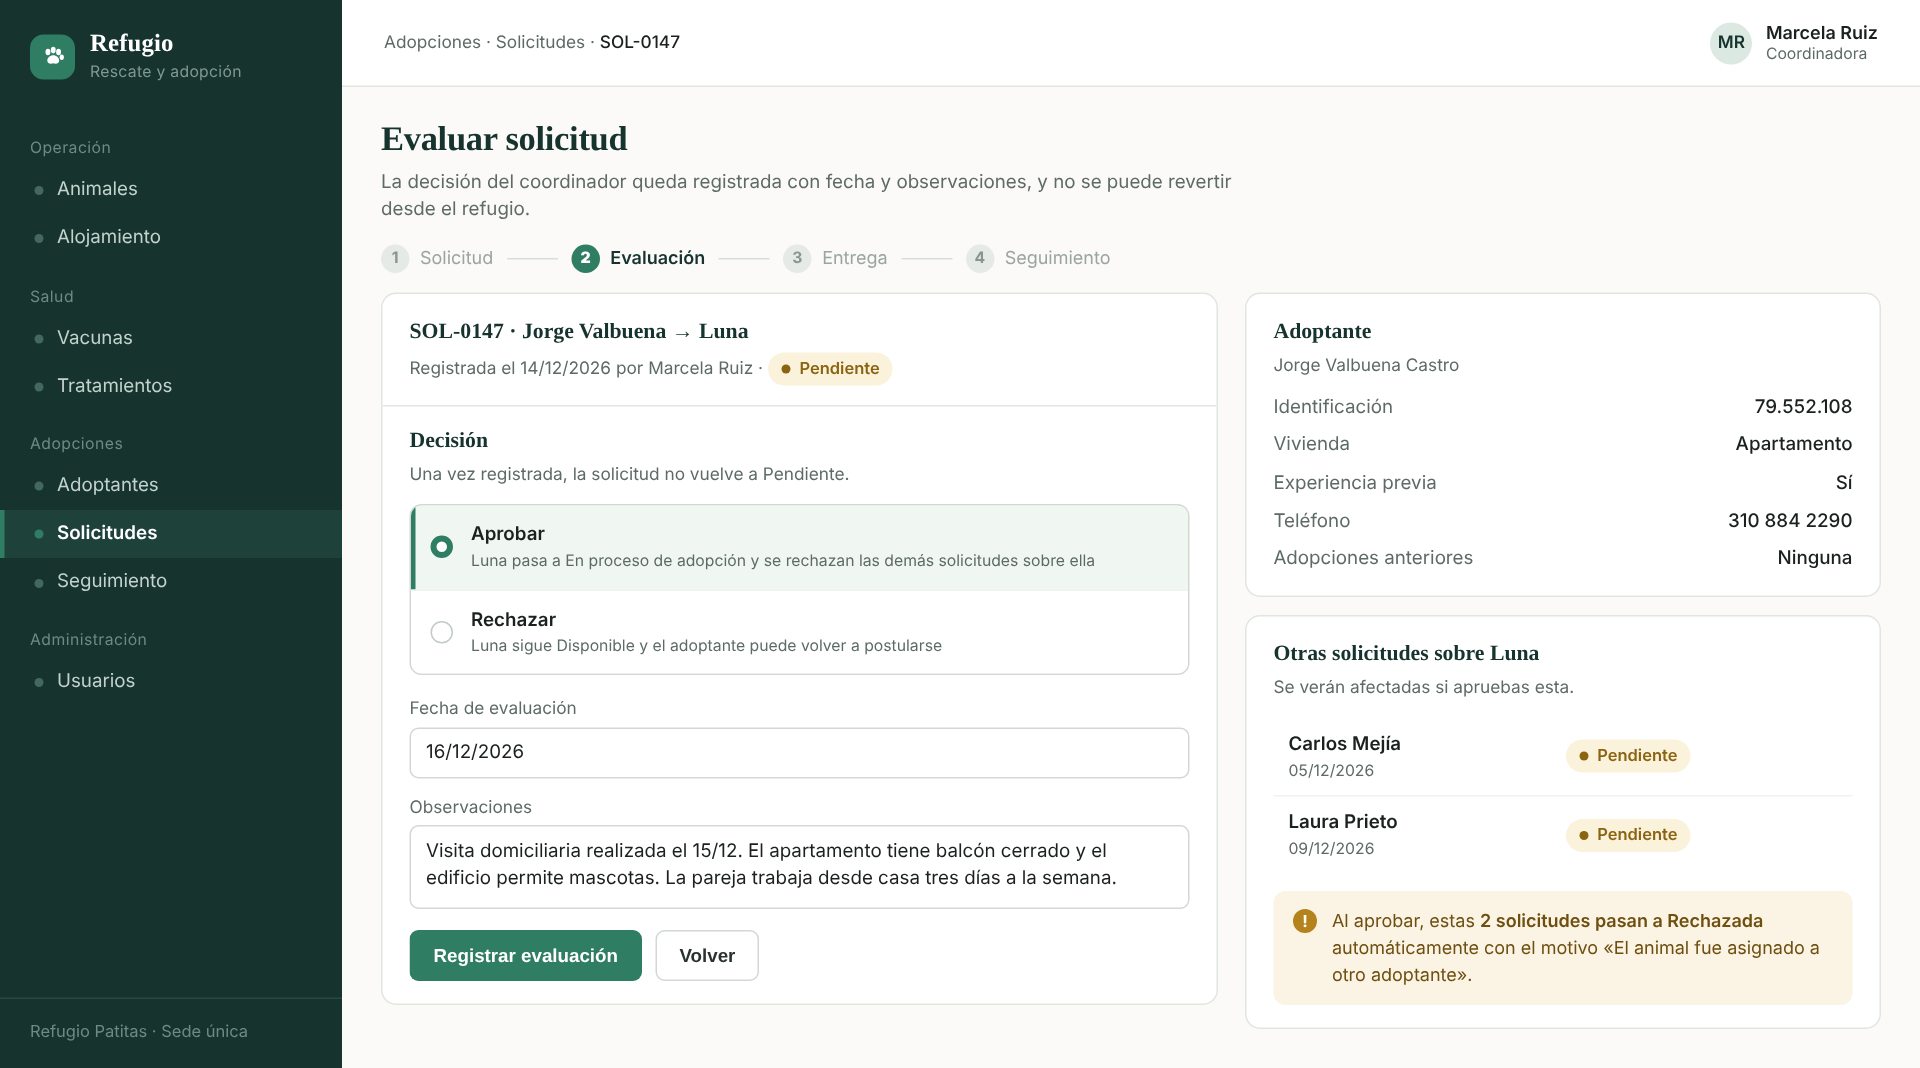 Refugio
Rescate y adopción
Operación
Animales
Alojamiento
Salud
Vacunas
Tratamientos
Adopciones
Adoptantes
Solicitudes
Seguimiento
Administración
Usuarios
Refugio Patitas · Sede única
Adopciones · Solicitudes · SOL-0147
MR
Marcela Ruiz
Coordinadora
Evaluar solicitud
La decisión del coordinador queda registrada con fecha y observaciones, y no se puede revertir
desde el refugio.
1 Solicitud
2 Evaluación
3 Entrega
4 Seguimiento
SOL-0147 · Jorge Valbuena → Luna
Registrada el 14/12/2026 por Marcela Ruiz · Pendiente
Decisión
Una vez registrada, la solicitud no vuelve a Pendiente.
Aprobar
Luna pasa a En proceso de adopción y se rechazan las demás solicitudes sobre ella
Rechazar
Luna sigue Disponible y el adoptante puede volver a postularse
Fecha de evaluación
16/12/2026
Observaciones
Visita domiciliaria realizada el 15/12. El apartamento tiene balcón cerrado y el
edificio permite mascotas. La pareja trabaja desde casa tres días a la semana.
Registrar evaluación
Volver
Adoptante
Jorge Valbuena Castro
Identificación 79.552.108
Vivienda Apartamento
Experiencia previa Sí
Teléfono 310 884 2290
Adopciones anteriores Ninguna
Otras solicitudes sobre Luna
Se verán afectadas si apruebas esta.
Carlos Mejía
05/12/2026
Pendiente
Laura Prieto
09/12/2026
Pendiente
! Al aprobar, estas 2 solicitudes pasan a Rechazada
automáticamente con el motivo «El animal fue asignado a
otro adoptante».